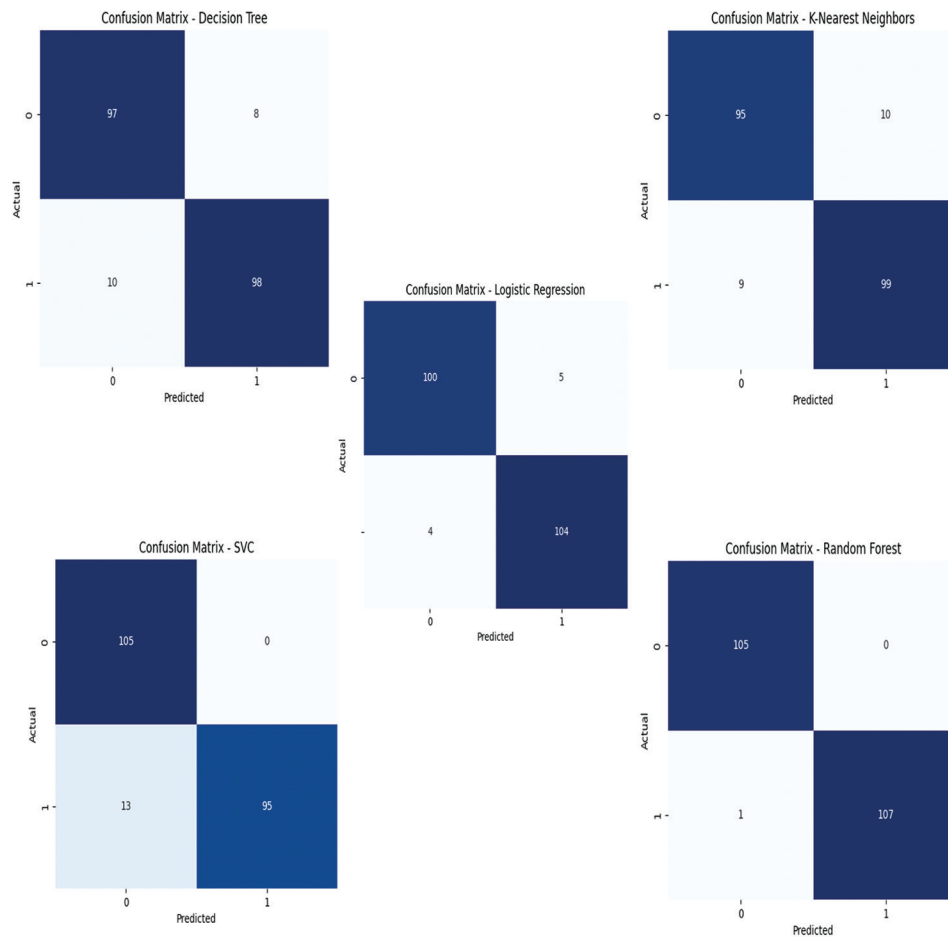 Confusion Matrix - Decision Tree
0
97
8
Actual
1
10
98
0
1
Predicted
Confusion Matrix - K-Nearest Neighbors
0
95
10
Actual
1
9
99
0
1
Predicted
Confusion Matrix - Logistic Regression
0
100
5
Actual
4
104
0
1
Predicted
Confusion Matrix - SVC
0
105
0
Actual
1
13
95
0
1
Predicted
Confusion Matrix - Random Forest
0
105
0
Actual
1
1
107
0
1
Predicted